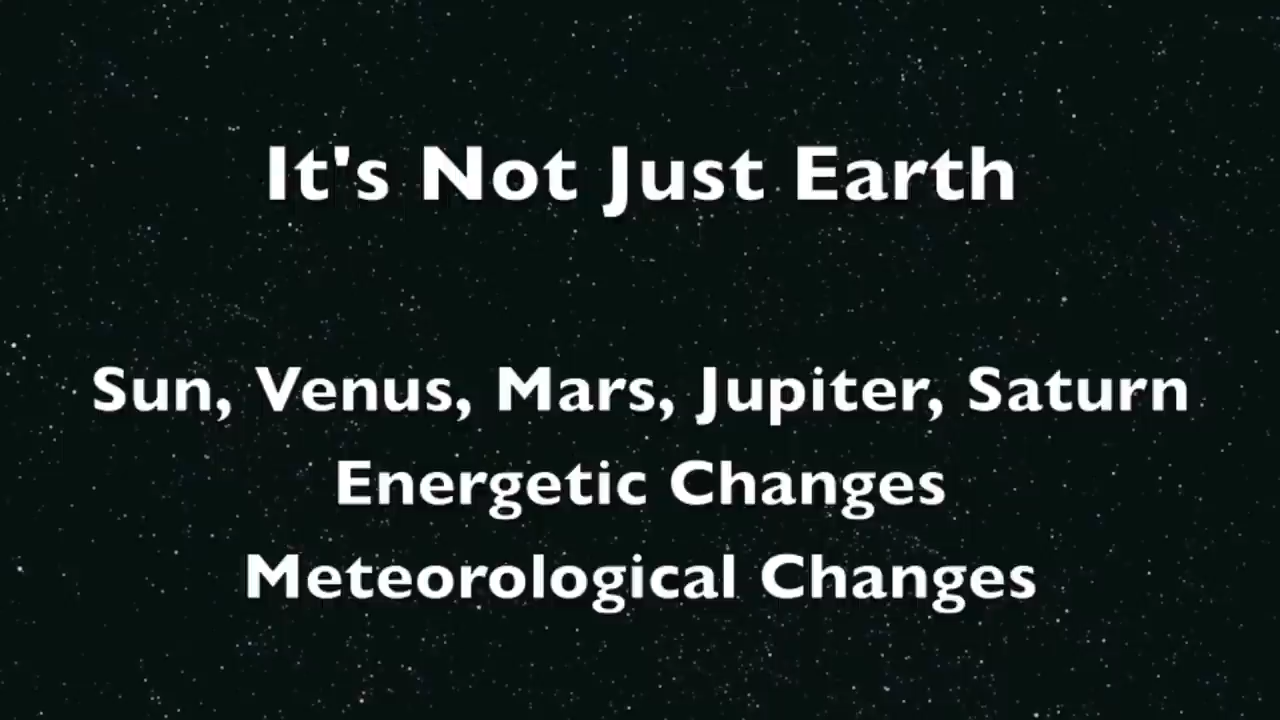 It's Not Just Earth
Sun, Venus, Mars, Jupiter, Saturn
Energetic Changes
Meteorological Changes